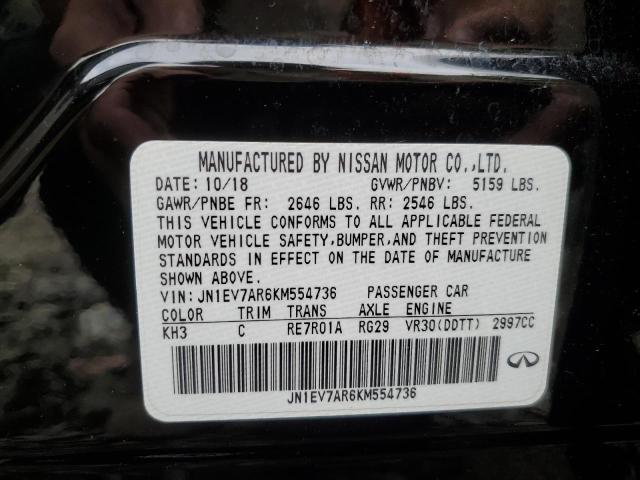 MANUFACTURED BY NISSAN MOTOR CO.,LTD.
DATE: 10/18 GVWR/PNBV: 5159 LBS.
GAWR/PNBE FR: 2646 LBS. RR: 2546 LBS.
THIS VEHICLE CONFORMS TO ALL APPLICABLE FEDERAL
MOTOR VEHICLE SAFETY,BUMPER,AND THEFT PREVENTION
STANDARDS IN EFFECT ON THE DATE OF MANUFACTURE
SHOWN ABOVE.
VIN: JN1EV7AR6KM554736 PASSENGER CAR
COLOR TRIM TRANS AXLE ENGINE
KH3 C RE7R01A RG29 VR30(DDTT) 2997CC
JN1EV7AR6KM554736